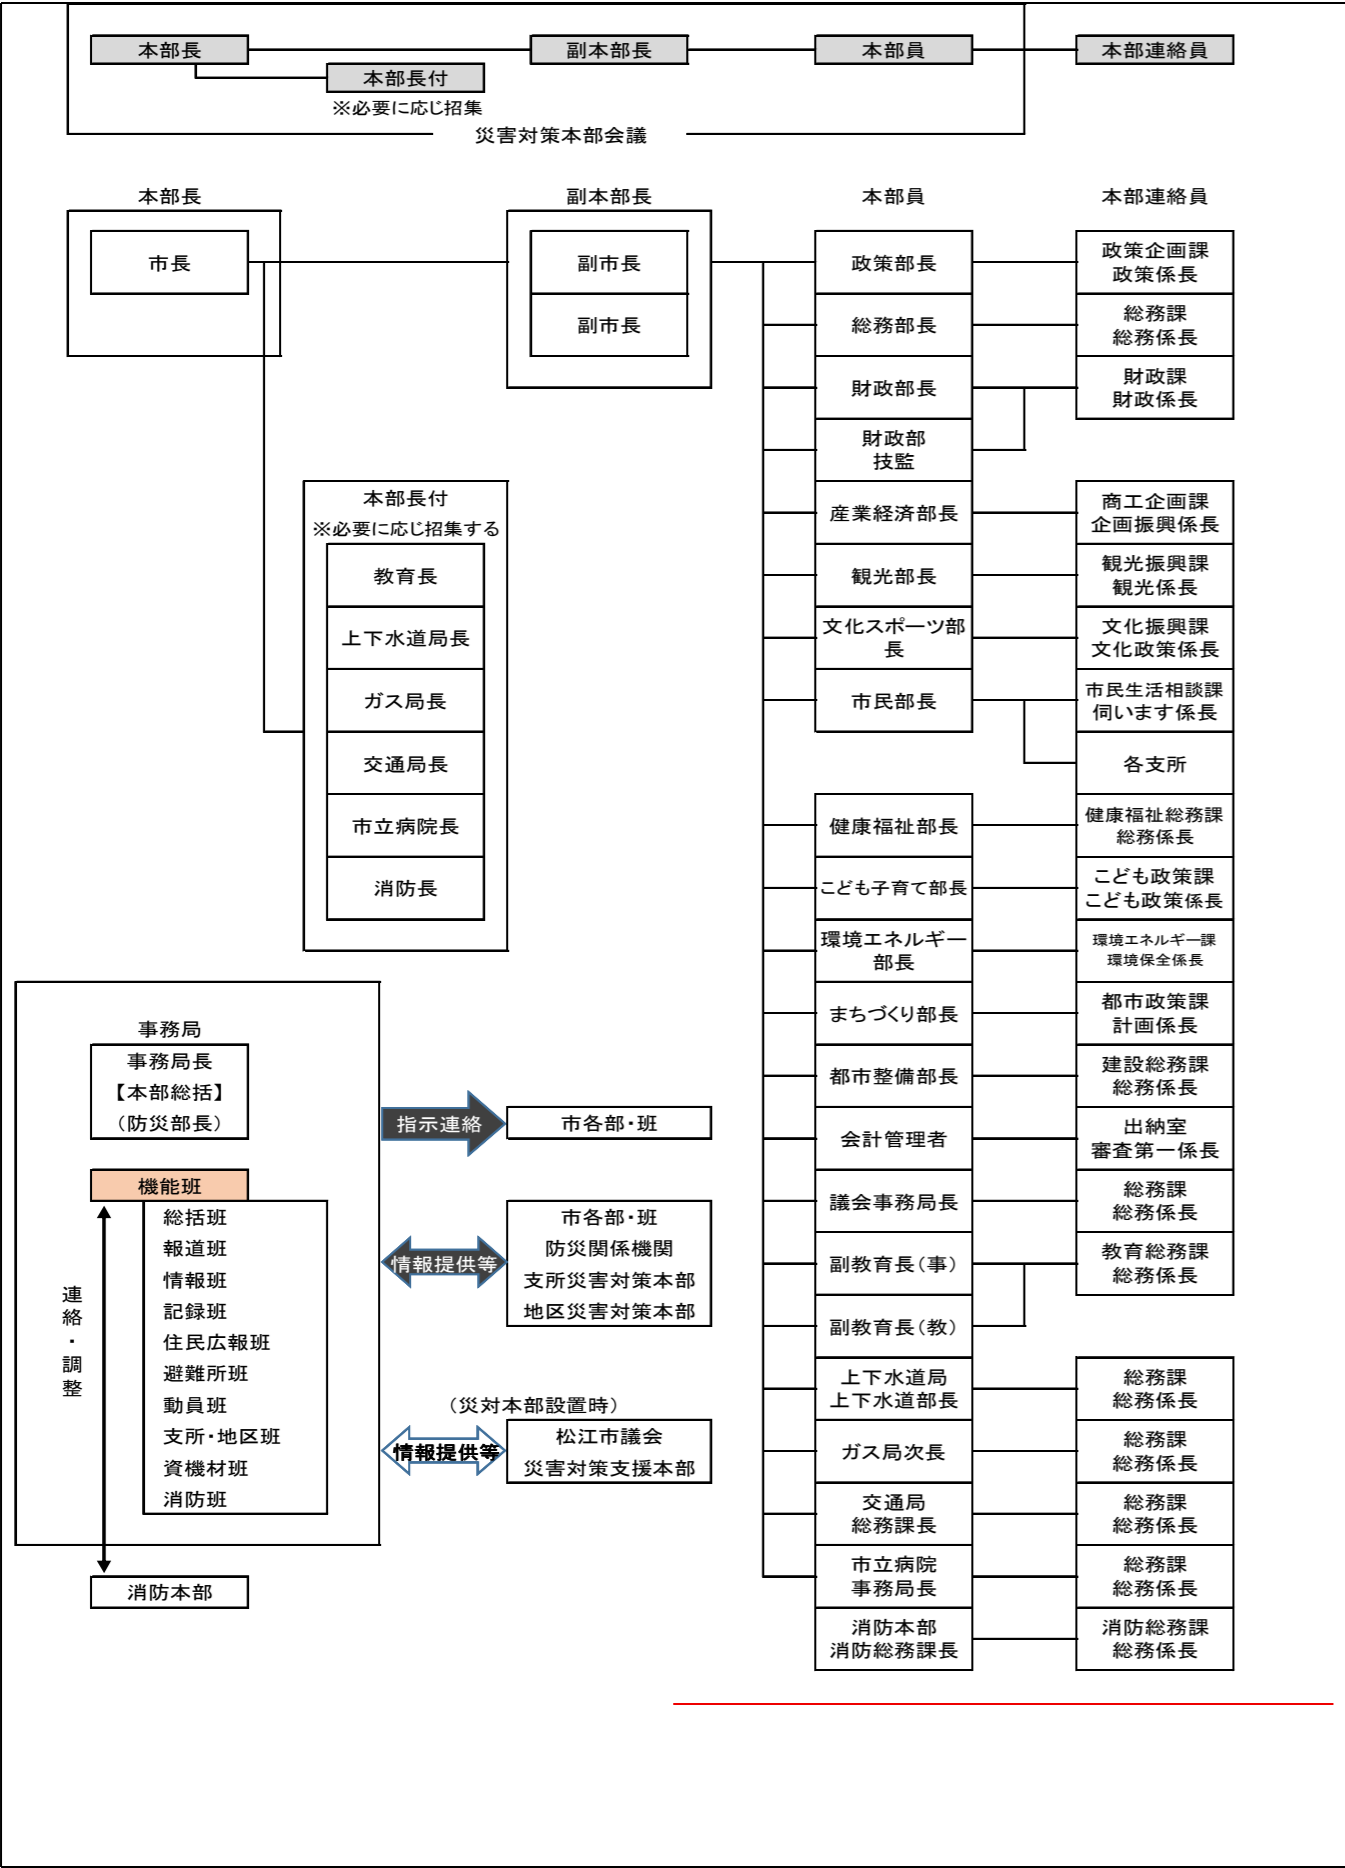 本部長
副本部長
本部員
本部連絡員
本部長付
※必要に応じ招集
災害対策本部会議
本部長
副本部長
本部員
本部連絡員
市長
副市長
副市長
本部長付
※必要に応じ招集する
教育長
上下水道局長
ガス局長
交通局長
市立病院長
消防長
政策部長
政策企画課
政策係長
総務部長
総務課
総務係長
財政部長
財政課
財政係長
財政部
技監
産業経済部長
商工企画課
企画振興係長
観光部長
観光振興課
観光係長
文化スポーツ部
長
文化振興課
文化政策係長
市民部長
市民生活相談課
伺います係長
各支所
健康福祉部長
健康福祉総務課
総務係長
こども子育て部長
こども政策課
こども政策係長
環境エネルギー
部長
環境エネルギー課
環境保全係長
まちづくり部長
都市政策課
計画係長
都市整備部長
建設総務課
総務係長
会計管理者
出納室
審査第一係長
議会事務局長
総務課
総務係長
副教育長(事)
教育総務課
総務係長
副教育長(教)
上下水道局
上下水道部長
総務課
総務係長
ガス局次長
総務課
総務係長
交通局
総務課長
総務課
総務係長
市立病院
事務局長
総務課
総務係長
消防本部
消防総務課長
消防総務課
総務係長
事務局
事務局長
【本部総括】
(防災部長)
機能班
総括班
報道班
情報班
記録班
住民広報班
避難所班
動員班
支所・地区班
資機材班
消防班
連絡・調整
消防本部
指示連絡
市各部・班
情報提供等
市各部・班
防災関係機関
支所災害対策本部
地区災害対策本部
(災対本部設置時)
情報提供等
松江市議会
災害対策支援本部